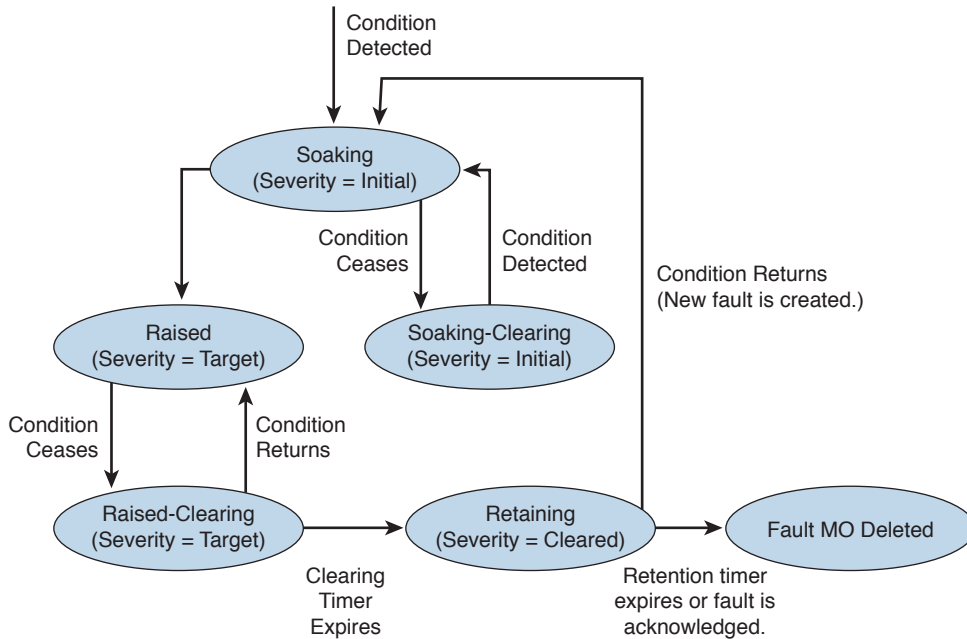 Condition
Detected
Soaking
(Severity = Initial)
Condition
Ceases
Condition
Detected
Condition Returns
(New fault is created.)
Raised
(Severity = Target)
Soaking-Clearing
(Severity = Initial)
Condition
Ceases
Condition
Returns
Raised-Clearing
(Severity = Target)
Retaining
(Severity = Cleared)
Fault MO Deleted
Clearing
Timer
Expires
Retention timer
expires or fault is
acknowledged.